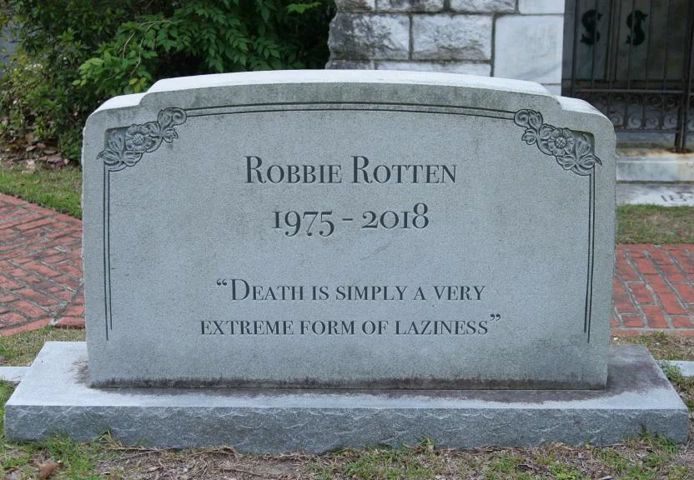 Robbie Rotten
1975 - 2018
“Death is simply a very
extreme form of laziness”